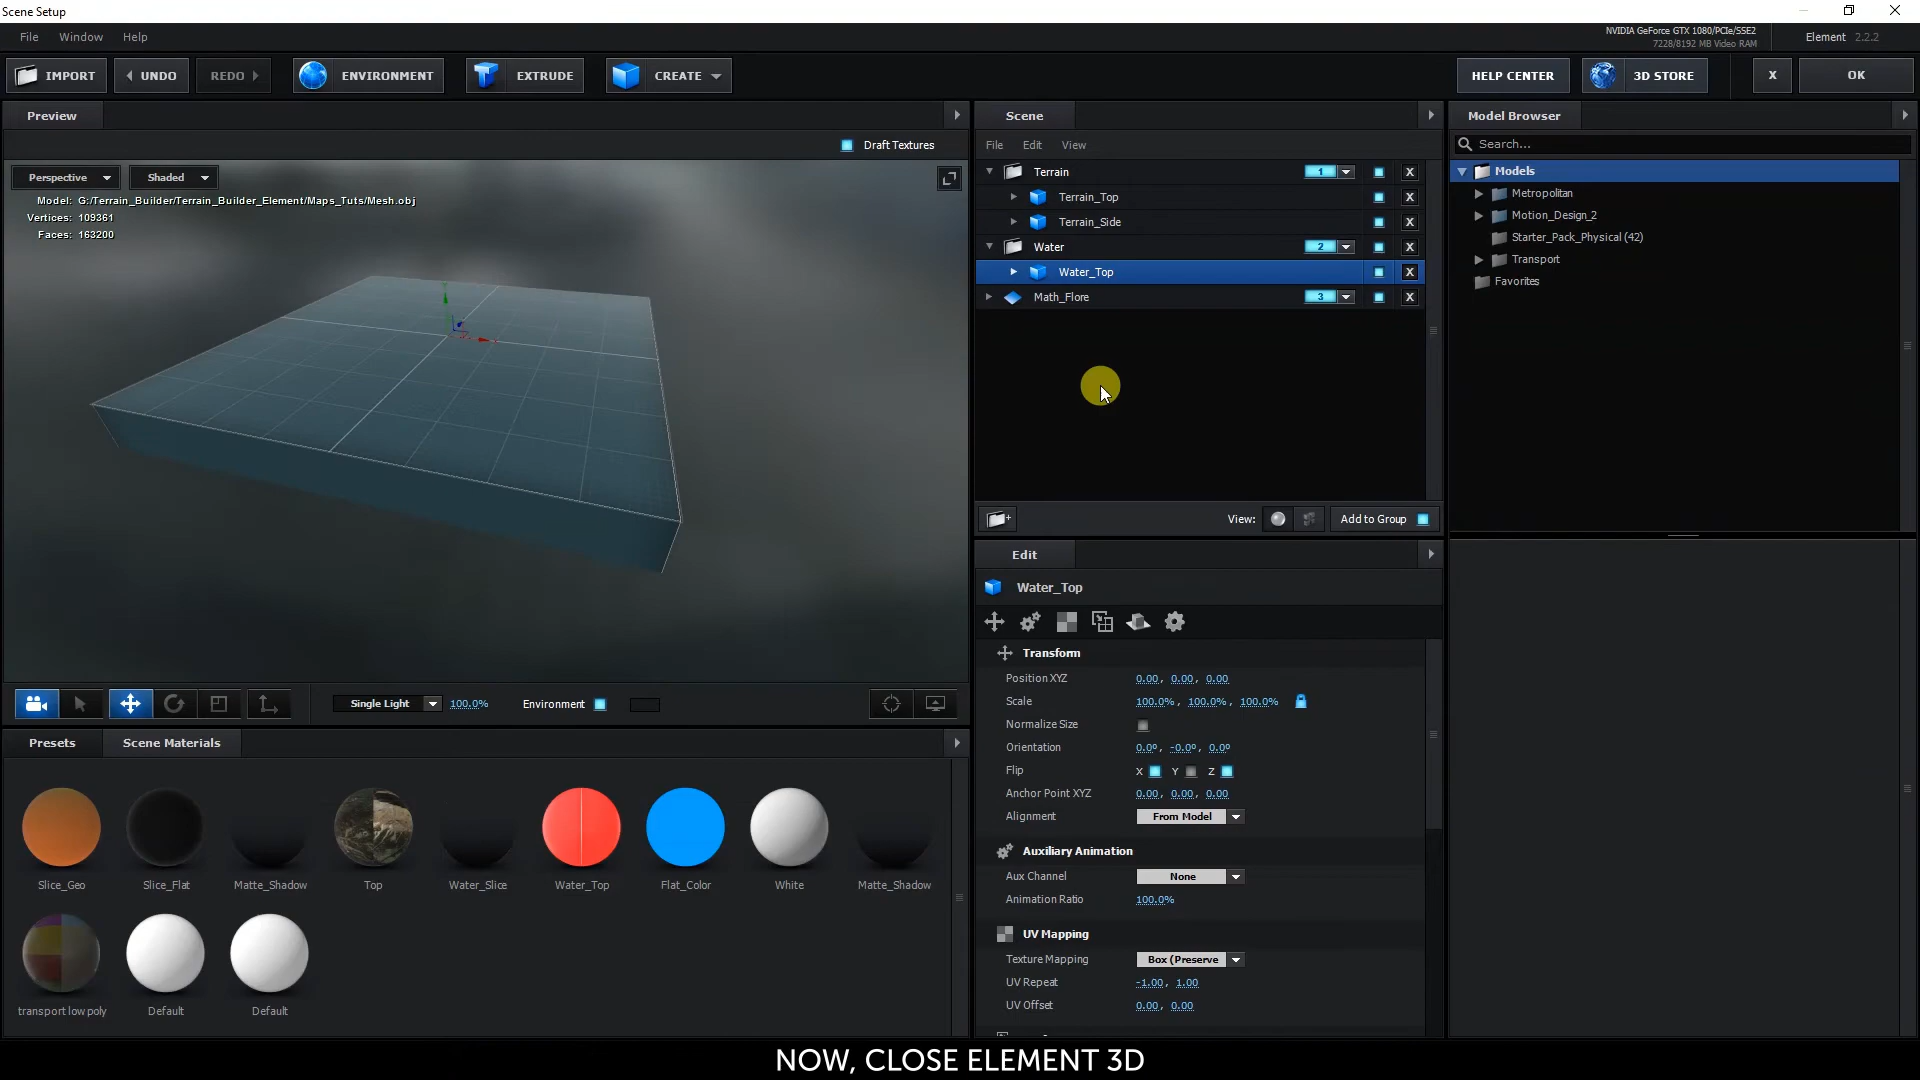 Scene Setup
File Window Help
NVIDIA GeForce GTX 1080/PCIe/SSE2
7228/8192 MB Video RAM
Element 2.2.2
IMPORT UNDO REDO ENVIRONMENT EXTRUDE CREATE HELP CENTER 3D STORE X OK
Preview
Draft Textures
Perspective Shaded
Model: G:/Terrain_Builder/Terrain_Builder_Element/Maps_Tuts/Mesh.obj
Vertices: 109361
Faces: 163200
Single Light 100.0% Environment
Presets Scene Materials
Slice_Geo Slice_Flat Matte_Shadow Top Water_Slice Water_Top Flat_Color White Matte_Shadow
transport low poly Default Default
Scene
File Edit View
Terrain 1 X
Terrain_Top X
Terrain_Side X
Water 2 X
Water_Top X
Math_Flore 3 X
View: Add to Group
Edit
Water_Top
Transform
Position XYZ 0.00, 0.00, 0.00
Scale 100.0%, 100.0%, 100.0%
Normalize Size
Orientation 0.0º, -0.0º, 0.0º
Flip X Y Z
Anchor Point XYZ 0.00, 0.00, 0.00
Alignment From Model
Auxiliary Animation
Aux Channel None
Animation Ratio 100.0%
UV Mapping
Texture Mapping Box (Preserve
UV Repeat -1.00, 1.00
UV Offset 0.00, 0.00
Model Browser
Search...
Models
Metropolitan
Motion_Design_2
Starter_Pack_Physical (42)
Transport
Favorites
NOW, CLOSE ELEMENT 3D